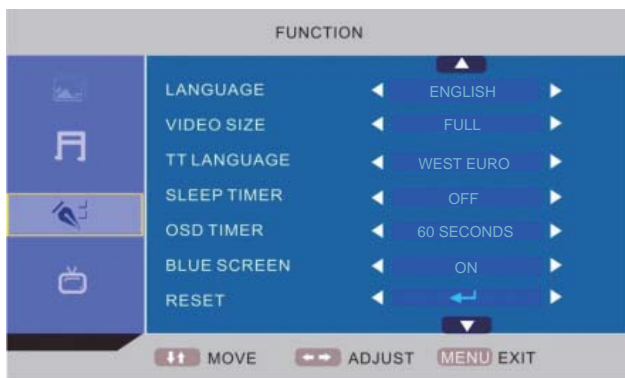 FUNCTION
LANGUAGE ENGLISH
VIDEO SIZE FULL
TT LANGUAGE WEST EURO
SLEEP TIMER OFF
OSD TIMER 60 SECONDS
BLUE SCREEN ON
RESET
MOVE ADJUST MENU EXIT